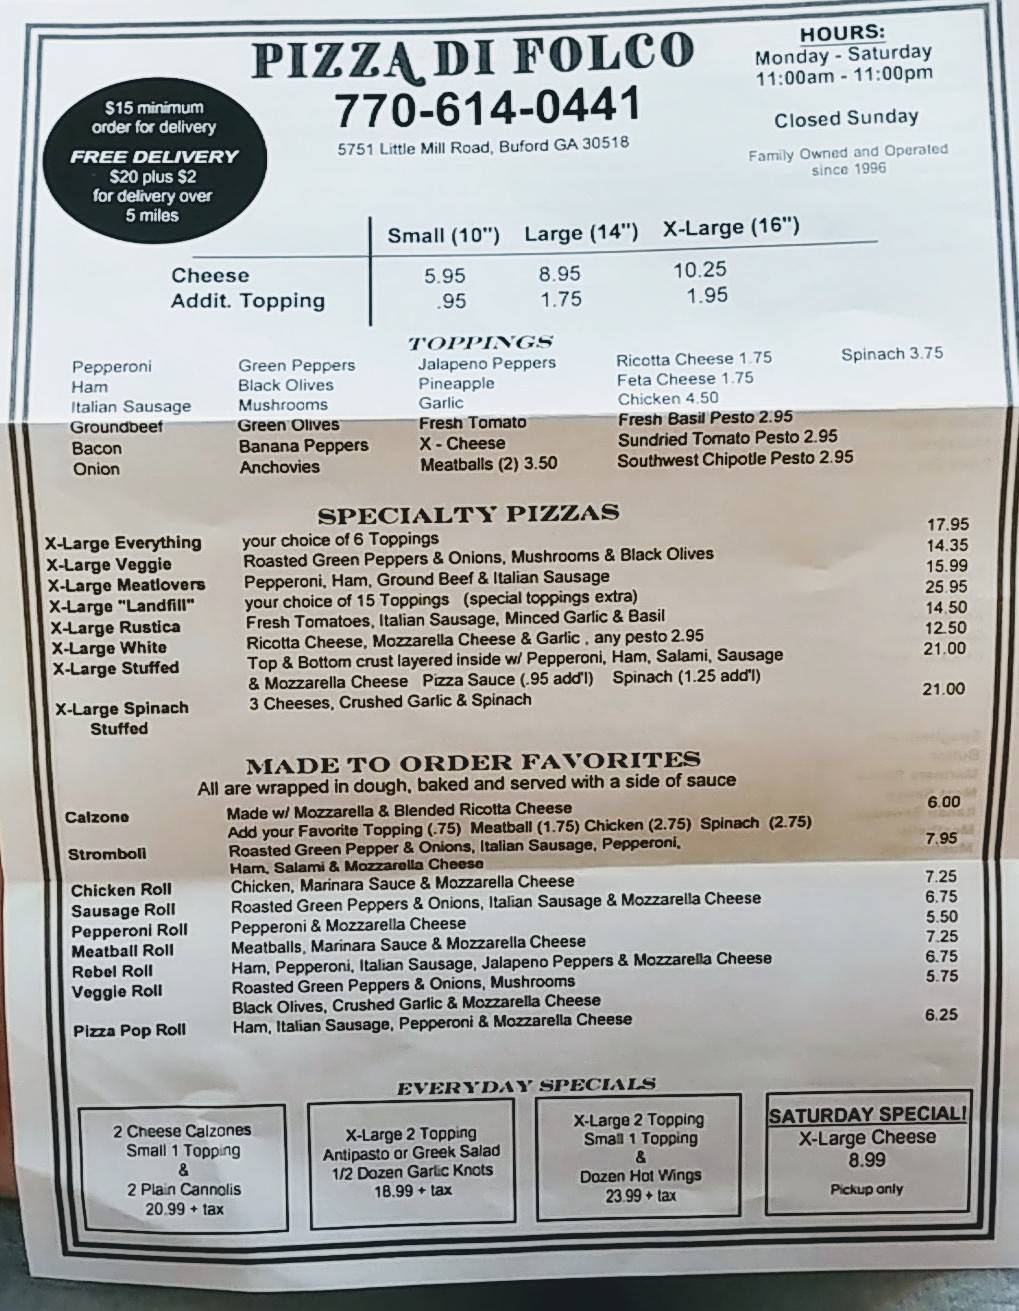 PIZZA DI FOLCO
770-614-0441
5751 Little Mill Road, Buford GA 30518
HOURS:
Monday - Saturday
11:00am - 11:00pm
Closed Sunday
Family Owned and Operated
since 1996
$15 minimum
order for delivery
FREE DELIVERY
$20 plus $2
for delivery over
5 miles
Small (10") Large (14") X-Large (16")
Cheese 5.95 8.95 10.25
Addit. Topping .95 1.75 1.95
TOPPINGS
Pepperoni Green Peppers Jalapeno Peppers Ricotta Cheese 1.75 Spinach 3.75
Ham Black Olives Pineapple Feta Cheese 1.75
Italian Sausage Mushrooms Garlic Chicken 4.50
Groundbeef Green Olives Fresh Tomato Fresh Basil Pesto 2.95
Bacon Banana Peppers X - Cheese Sundried Tomato Pesto 2.95
Onion Anchovies Meatballs (2) 3.50 Southwest Chipotle Pesto 2.95
SPECIALTY PIZZAS
X-Large Everything your choice of 6 Toppings 17.95
X-Large Veggie Roasted Green Peppers & Onions, Mushrooms & Black Olives 14.35
X-Large Meatlovers Pepperoni, Ham, Ground Beef & Italian Sausage 15.99
X-Large "Landfill" your choice of 15 Toppings (special toppings extra) 25.95
X-Large Rustica Fresh Tomatoes, Italian Sausage, Minced Garlic & Basil 14.50
X-Large White Ricotta Cheese, Mozzarella Cheese & Garlic , any pesto 2.95 12.50
X-Large Stuffed Top & Bottom crust layered inside w/ Pepperoni, Ham, Salami, Sausage 21.00
& Mozzarella Cheese Pizza Sauce (.95 add'l) Spinach (1.25 add'l)
X-Large Spinach 3 Cheeses, Crushed Garlic & Spinach 21.00
Stuffed
MADE TO ORDER FAVORITES
All are wrapped in dough, baked and served with a side of sauce
Calzone Made w/ Mozzarella & Blended Ricotta Cheese 6.00
Add your Favorite Topping (.75) Meatball (1.75) Chicken (2.75) Spinach (2.75)
Stromboli Roasted Green Pepper & Onions, Italian Sausage, Pepperoni, 7.95
Ham, Salami & Mozzarella Cheese
Chicken Roll Chicken, Marinara Sauce & Mozzarella Cheese 7.25
Sausage Roll Roasted Green Peppers & Onions, Italian Sausage & Mozzarella Cheese 6.75
Pepperoni Roll Pepperoni & Mozzarella Cheese 5.50
Meatball Roll Meatballs, Marinara Sauce & Mozzarella Cheese 7.25
Rebel Roll Ham, Pepperoni, Italian Sausage, Jalapeno Peppers & Mozzarella Cheese 6.75
Veggie Roll Roasted Green Peppers & Onions, Mushrooms 5.75
Black Olives, Crushed Garlic & Mozzarella Cheese
Pizza Pop Roll Ham, Italian Sausage, Pepperoni & Mozzarella Cheese 6.25
EVERYDAY SPECIALS
2 Cheese Calzones
Small 1 Topping
&
2 Plain Cannolis
20.99 + tax
X-Large 2 Topping
Antipasto or Greek Salad
1/2 Dozen Garlic Knots
18.99 + tax
X-Large 2 Topping
Small 1 Topping
&
Dozen Hot Wings
23.99 + tax
SATURDAY SPECIAL!
X-Large Cheese
8.99
Pickup only